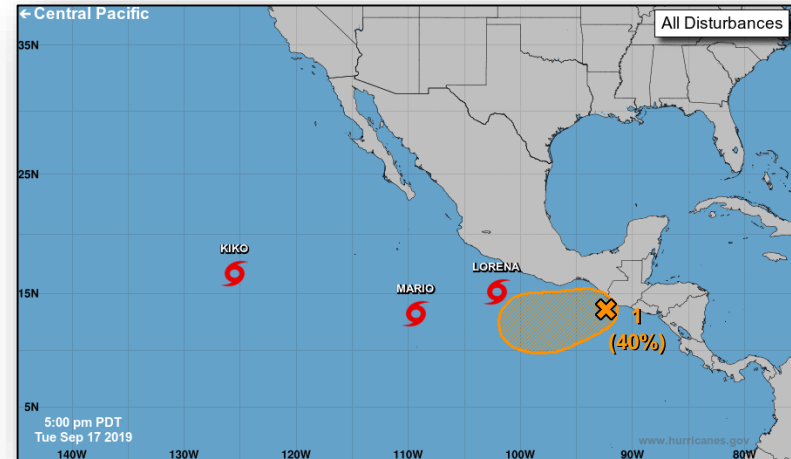 ← Central Pacific
All Disturbances
35N
25N
KIKO
LORENA
MARIO
15N
1
(40%)
5N
5:00 pm PDT
Tue Sep 17 2019
www.hurricanes.gov
140W 130W 120W 110W 100W 90W 80W